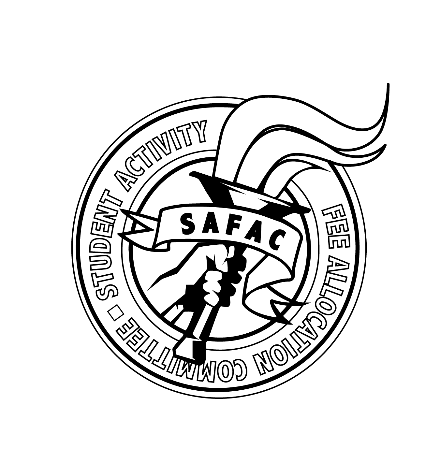 STUDENT ACTIVITY
FEE ALLOCATION COMMITTEE
SAFAC